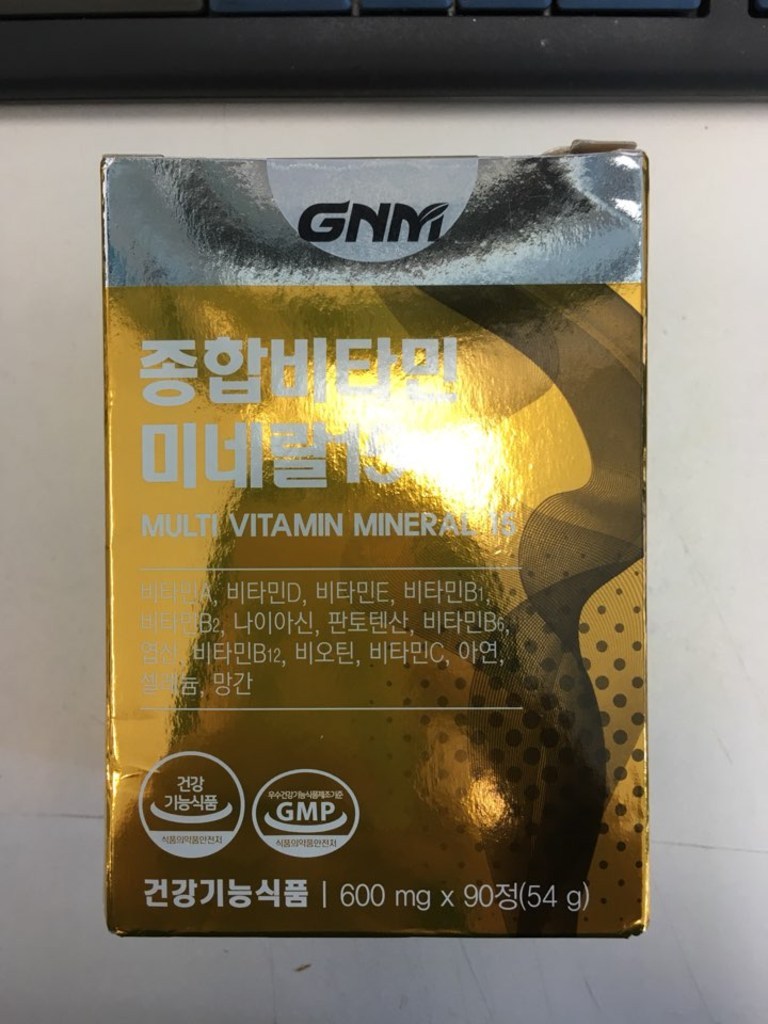 GNM
종합비타민
미네랄15
MULTI VITAMIN MINERAL 15
비타민A, 비타민D, 비타민E, 비타민B1,
비타민B2, 나이아신, 판토텐산, 비타민B6,
엽산, 비타민B12, 비오틴, 비타민C, 아연,
셀레늄, 망간
건강
기능식품
식품의약품안전처
우수건강기능식품제조기준
GMP
식품의약품안전처
건강기능식품 | 600 mg x 90정(54 g)